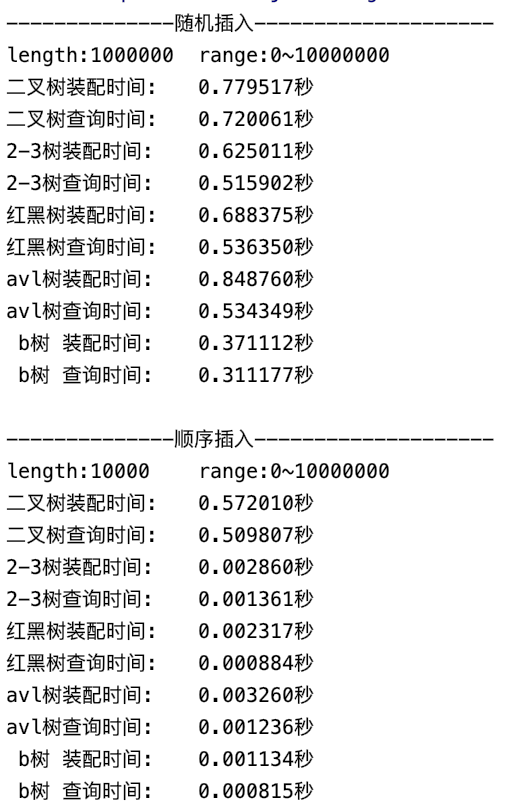 --------------随机插入--------------------
length:1000000  range:0~10000000
二叉树装配时间:   0.779517秒
二叉树查询时间:   0.720061秒
2-3树装配时间:   0.625011秒
2-3树查询时间:   0.515902秒
红黑树装配时间:   0.688375秒
红黑树查询时间:   0.536350秒
avl树装配时间:   0.848760秒
avl树查询时间:   0.534349秒
 b树 装配时间:   0.371112秒
 b树 查询时间:   0.311177秒
--------------顺序插入--------------------
length:10000    range:0~10000000
二叉树装配时间:   0.572010秒
二叉树查询时间:   0.509807秒
2-3树装配时间:   0.002860秒
2-3树查询时间:   0.001361秒
红黑树装配时间:   0.002317秒
红黑树查询时间:   0.000884秒
avl树装配时间:   0.003260秒
avl树查询时间:   0.001236秒
 b树 装配时间:   0.001134秒
 b树 查询时间:   0.000815秒